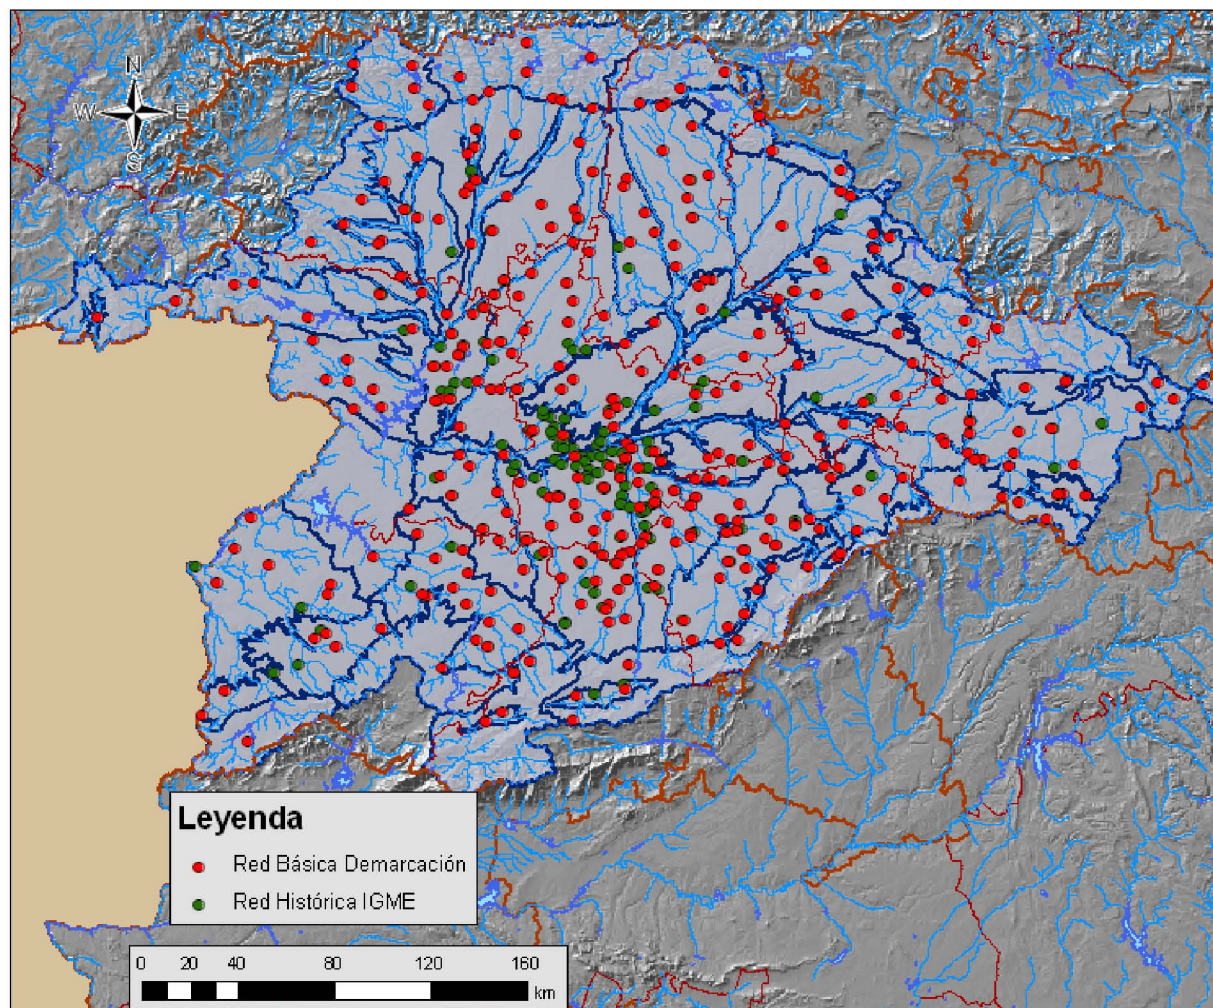 N
W E
S
Leyenda
Red Básica Demarcación
Red Histórica IGME
0 20 40 80 120 160
km